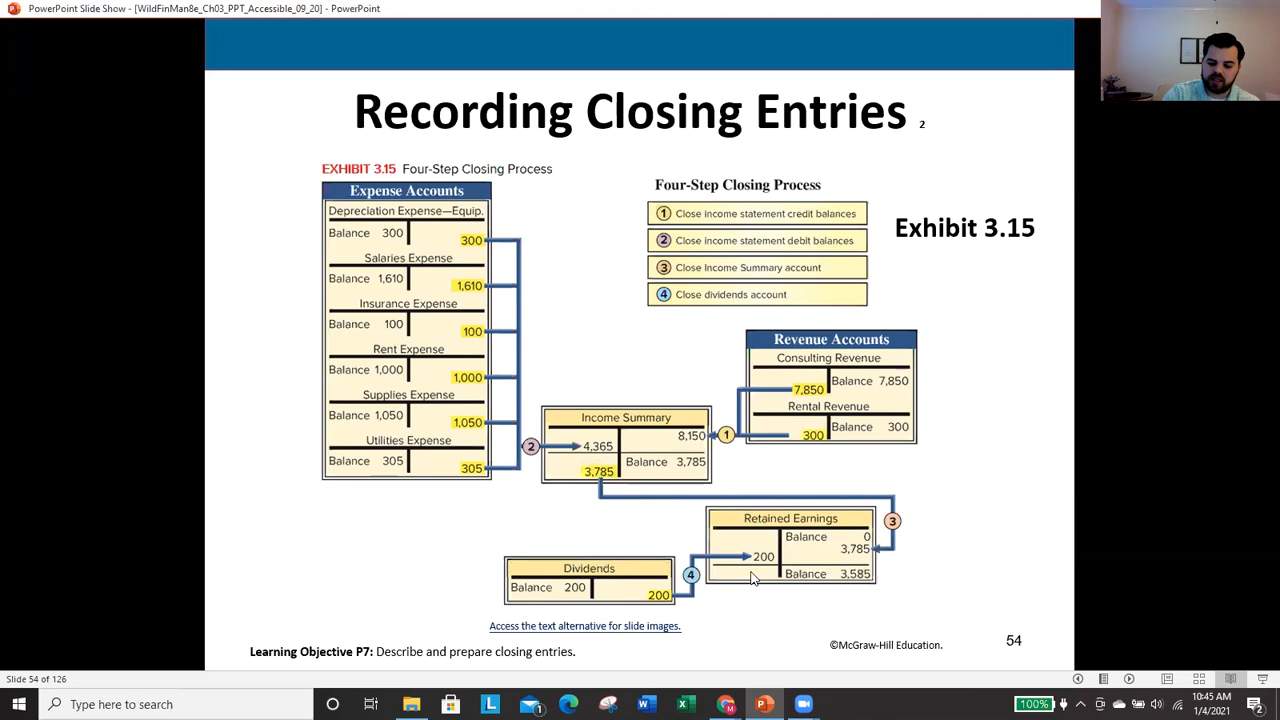 PowerPoint Slide Show - [WildFinMan8e_Ch03_PPT_Accessible_09_20] - PowerPoint
Recording Closing Entries 2
EXHIBIT 3.15 Four-Step Closing Process
Expense Accounts
Depreciation Expense—Equip.
Balance 300
300
Salaries Expense
Balance 1,610
1,610
Insurance Expense
Balance 100
100
Rent Expense
Balance 1,000
1,000
Supplies Expense
Balance 1,050
1,050
Utilities Expense
Balance 305
305
Four-Step Closing Process
1 Close income statement credit balances
2 Close income statement debit balances
3 Close Income Summary account
4 Close dividends account
Exhibit 3.15
Revenue Accounts
Consulting Revenue
Balance 7,850
7,850
Rental Revenue
300 Balance 300
1
2
Income Summary
8,150
4,365
Balance 3,785
3,785
3
Retained Earnings
Balance 0
3,785
200
Balance 3,585
4
Dividends
Balance 200
200
Access the text alternative for slide images.
Learning Objective P7: Describe and prepare closing entries.
©McGraw-Hill Education.
54
Slide 54 of 126
Type here to search
100%
10:45 AM
1/4/2021
2